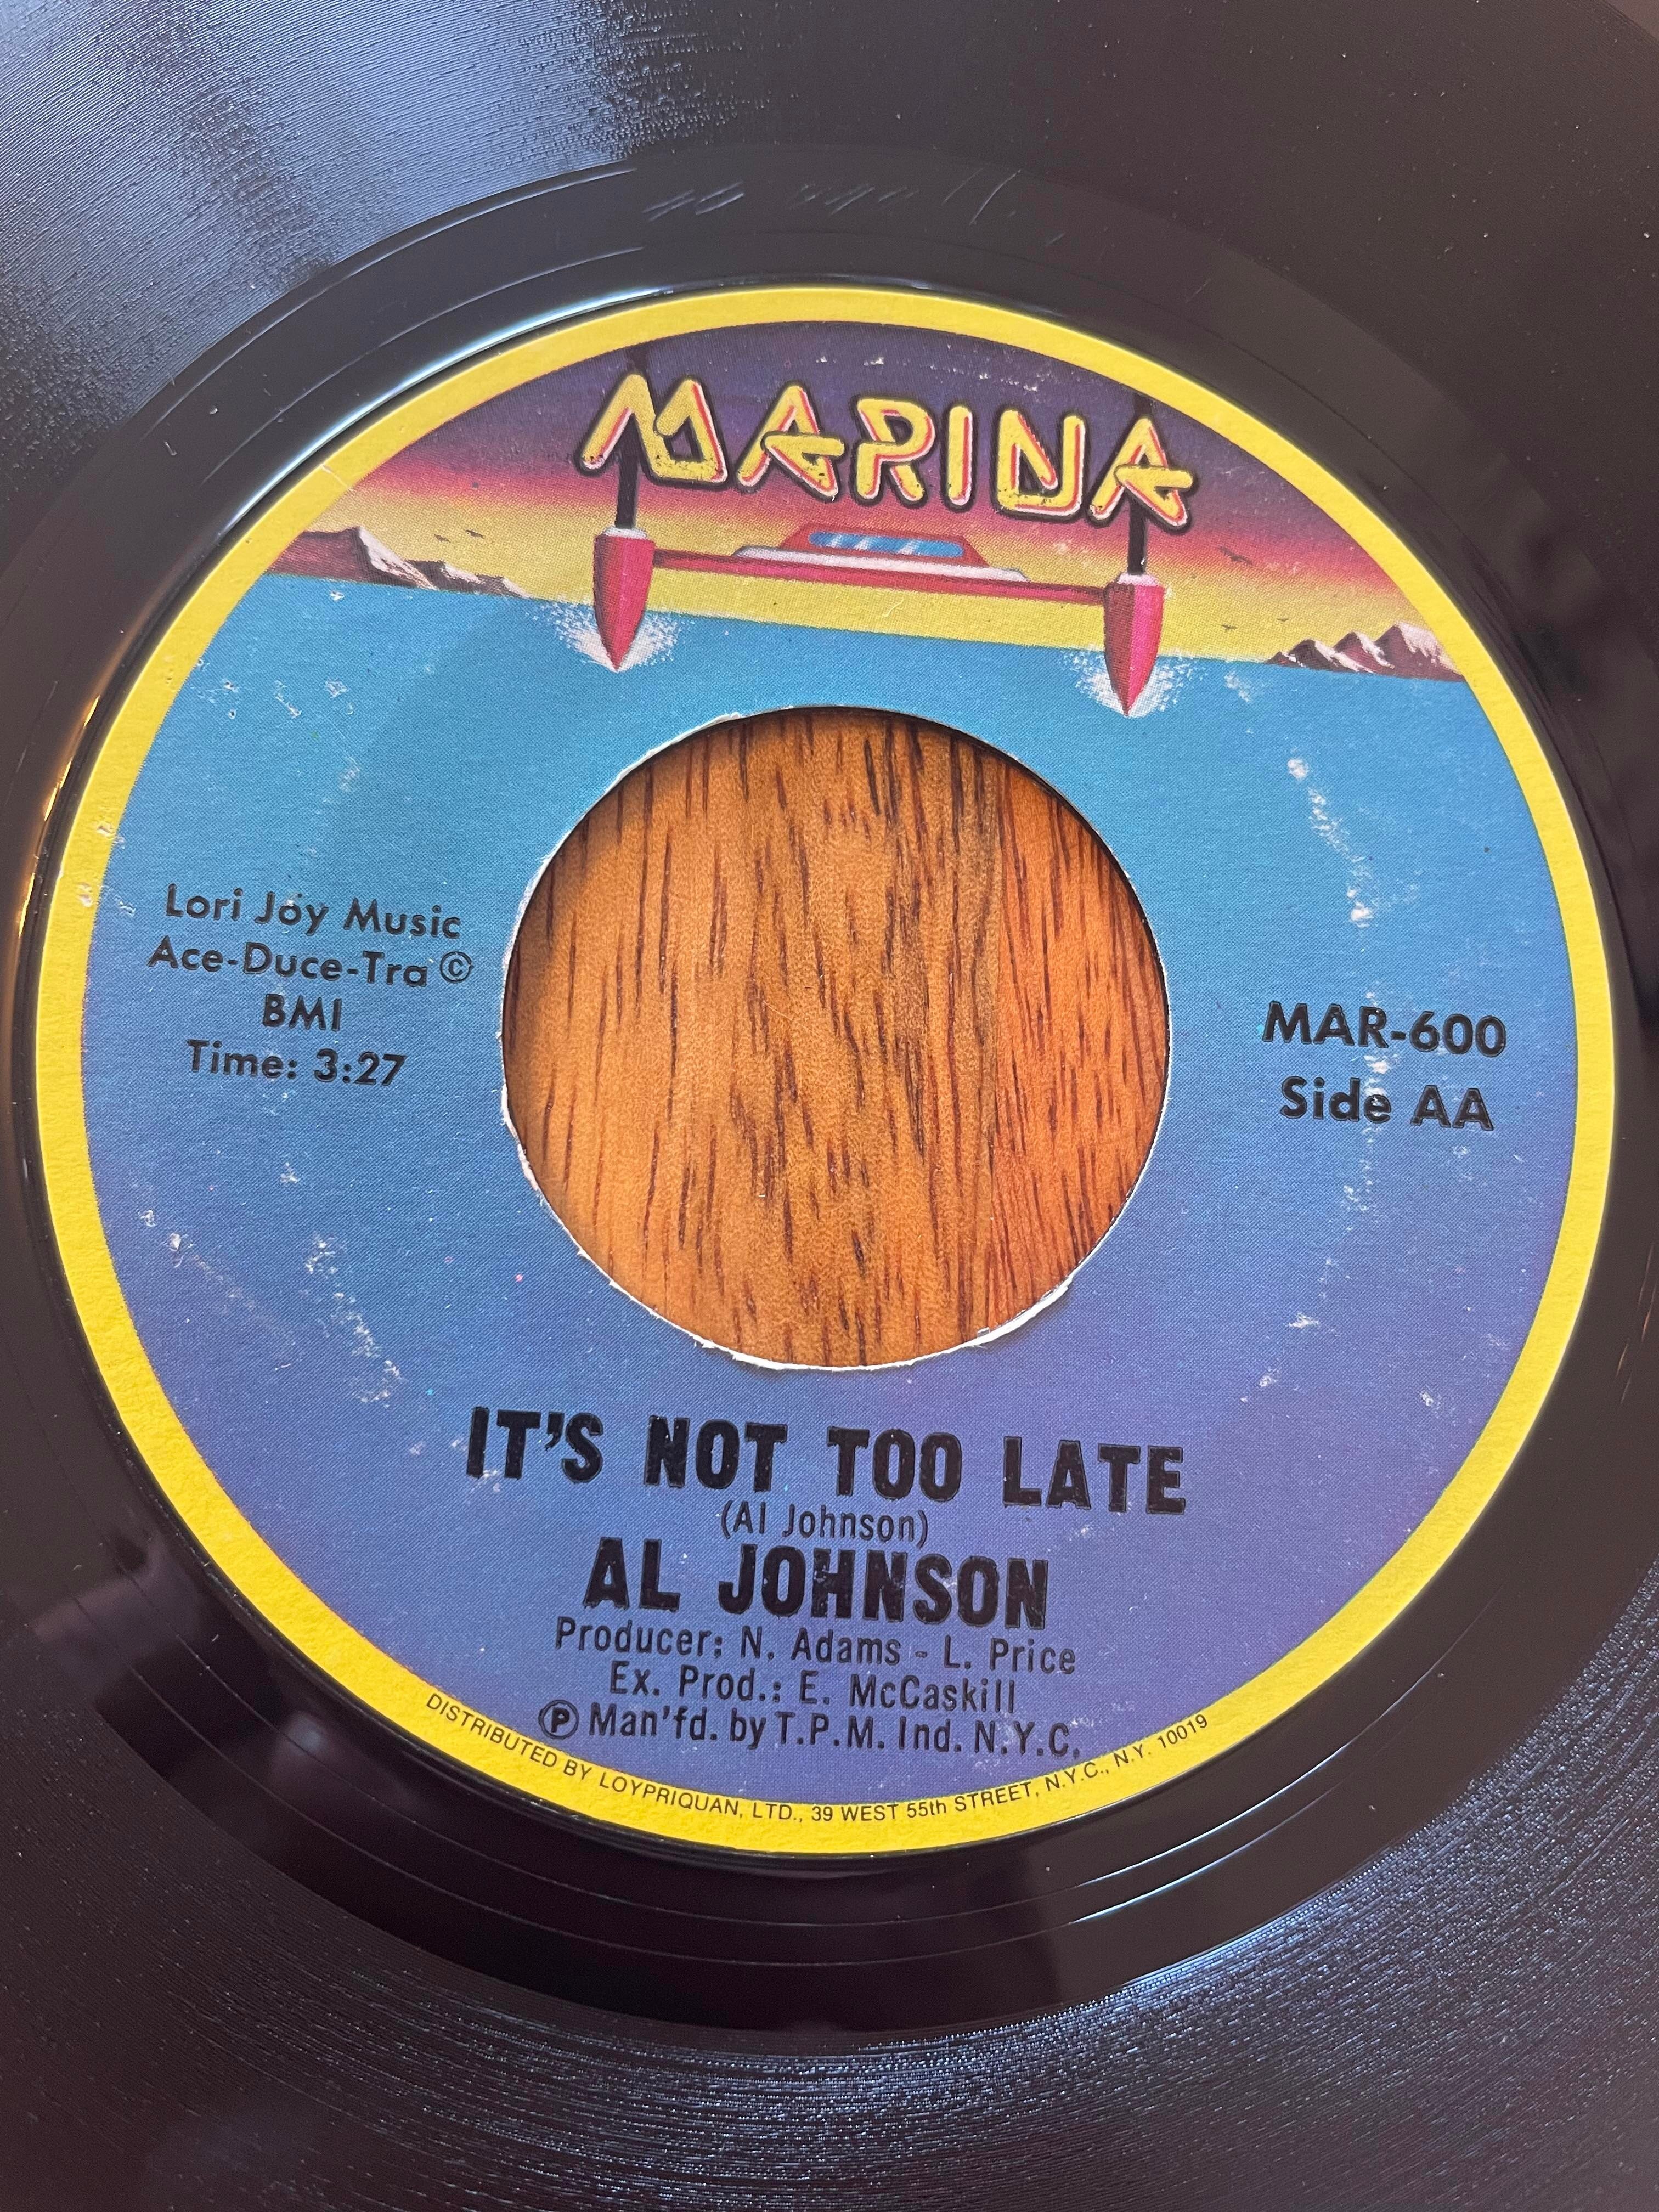 MARINA
Lori Joy Music
Ace-Duce-Tra ©
BMI
Time: 3:27
MAR-600
Side AA
IT'S NOT TOO LATE
(Al Johnson)
AL JOHNSON
Producer: N. Adams - L. Price
Ex. Prod.: E. McCaskill
Ⓟ Man'fd. by T.P.M. Ind. N.Y.C.
DISTRIBUTED BY LOYPRIQUAN, LTD., 39 WEST 55th STREET, N.Y.C., N.Y. 10019